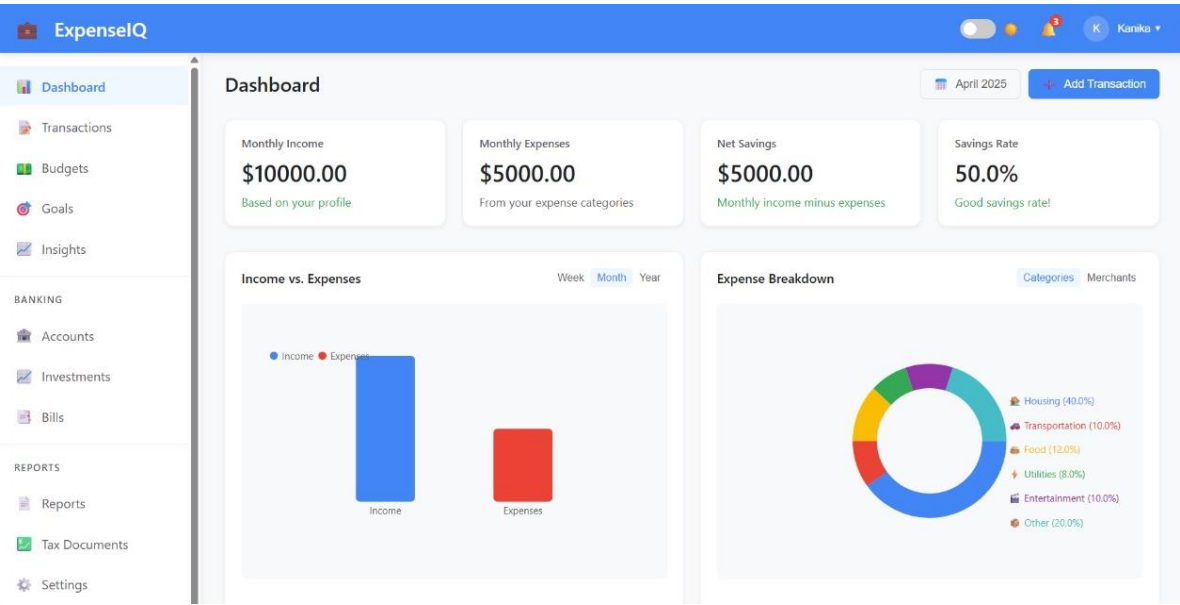 ExpenseIQ
3
K Kanika
Dashboard
Transactions
Budgets
Goals
Insights
BANKING
Accounts
Investments
Bills
REPORTS
Reports
Tax Documents
Settings
Dashboard
April 2025
Add Transaction
Monthly Income
$10000.00
Based on your profile
Monthly Expenses
$5000.00
From your expense categories
Net Savings
$5000.00
Monthly income minus expenses
Savings Rate
50.0%
Good savings rate!
Income vs. Expenses
Week Month Year
Income Expenses
Income
Expenses
Expense Breakdown
Categories Merchants
Housing (40.0%)
Transportation (10.0%)
Food (12.0%)
Utilities (8.0%)
Entertainment (10.0%)
Other (20.0%)